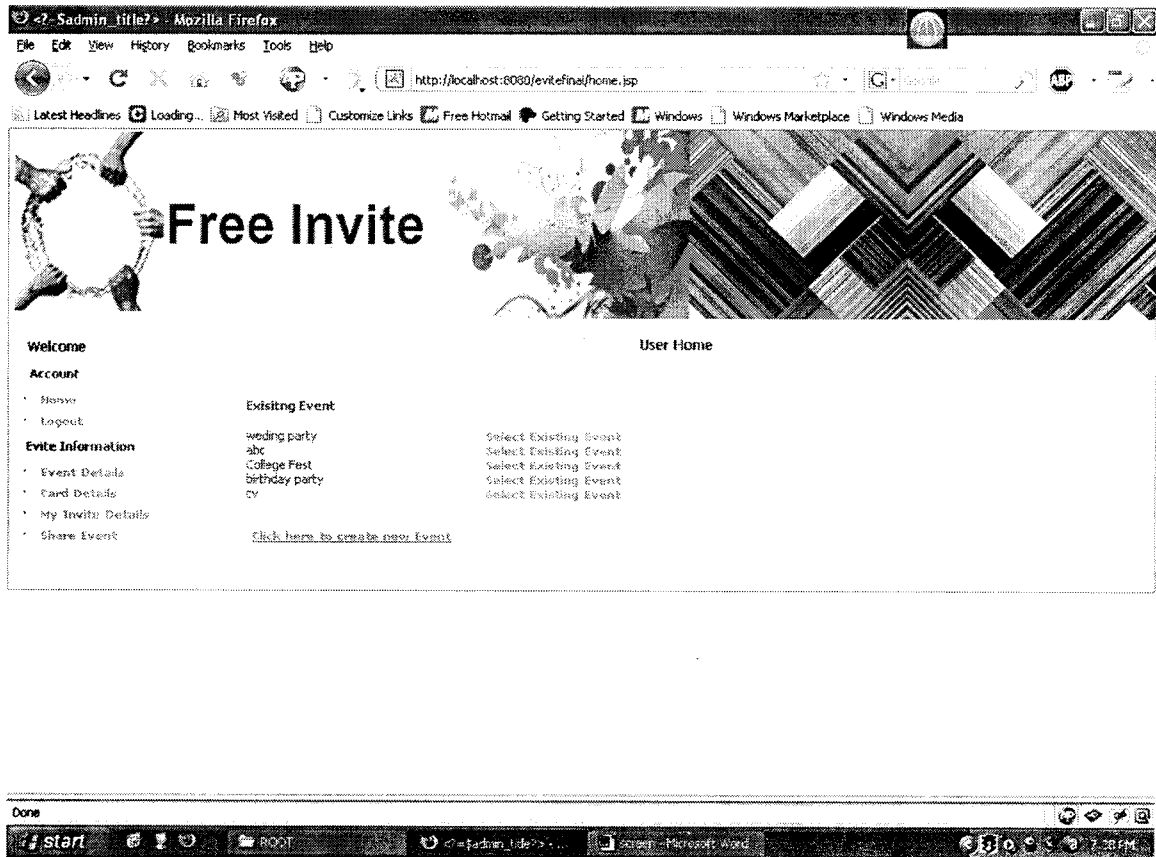 <?-$admin_title?> - Mozilla Firefox
File Edit View History Bookmarks Tools Help
http://localhost:8080/evitefinal/home.jsp
Latest Headlines Loading... Most Visited Customize Links Free Hotmail Getting Started Windows Windows Marketplace Windows Media
Free Invite
Welcome
User Home
Account
Home
Logout
Exisitng Event
Evite Information
weding party Select Existing Event
abc Select Existing Event
College Fest Select Existing Event
birthday party Select Existing Event
cv Select Existing Event
Event Details
Card Details
My Invite Details
Share Event
Click here to create new Event
Done
start ROOT <?=$admin_title?> - ... screen - Microsoft Word 7:38 PM